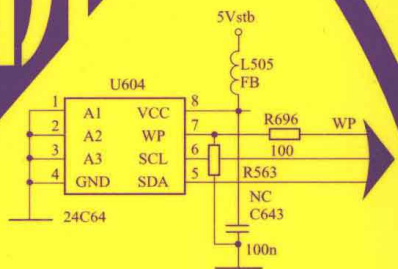 5Vstb
L505
FB
U604
1 A1 VCC 8
2 A2 WP 7 R696 WP
3 A3 SCL 6 100
4 GND SDA 5 R563
24C64
NC
C643
100n